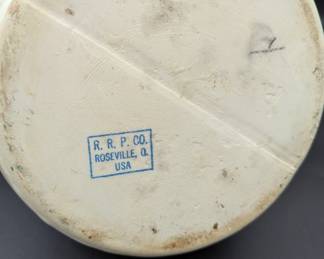 R. R. P. CO.
ROSEVILLE, O.
USA